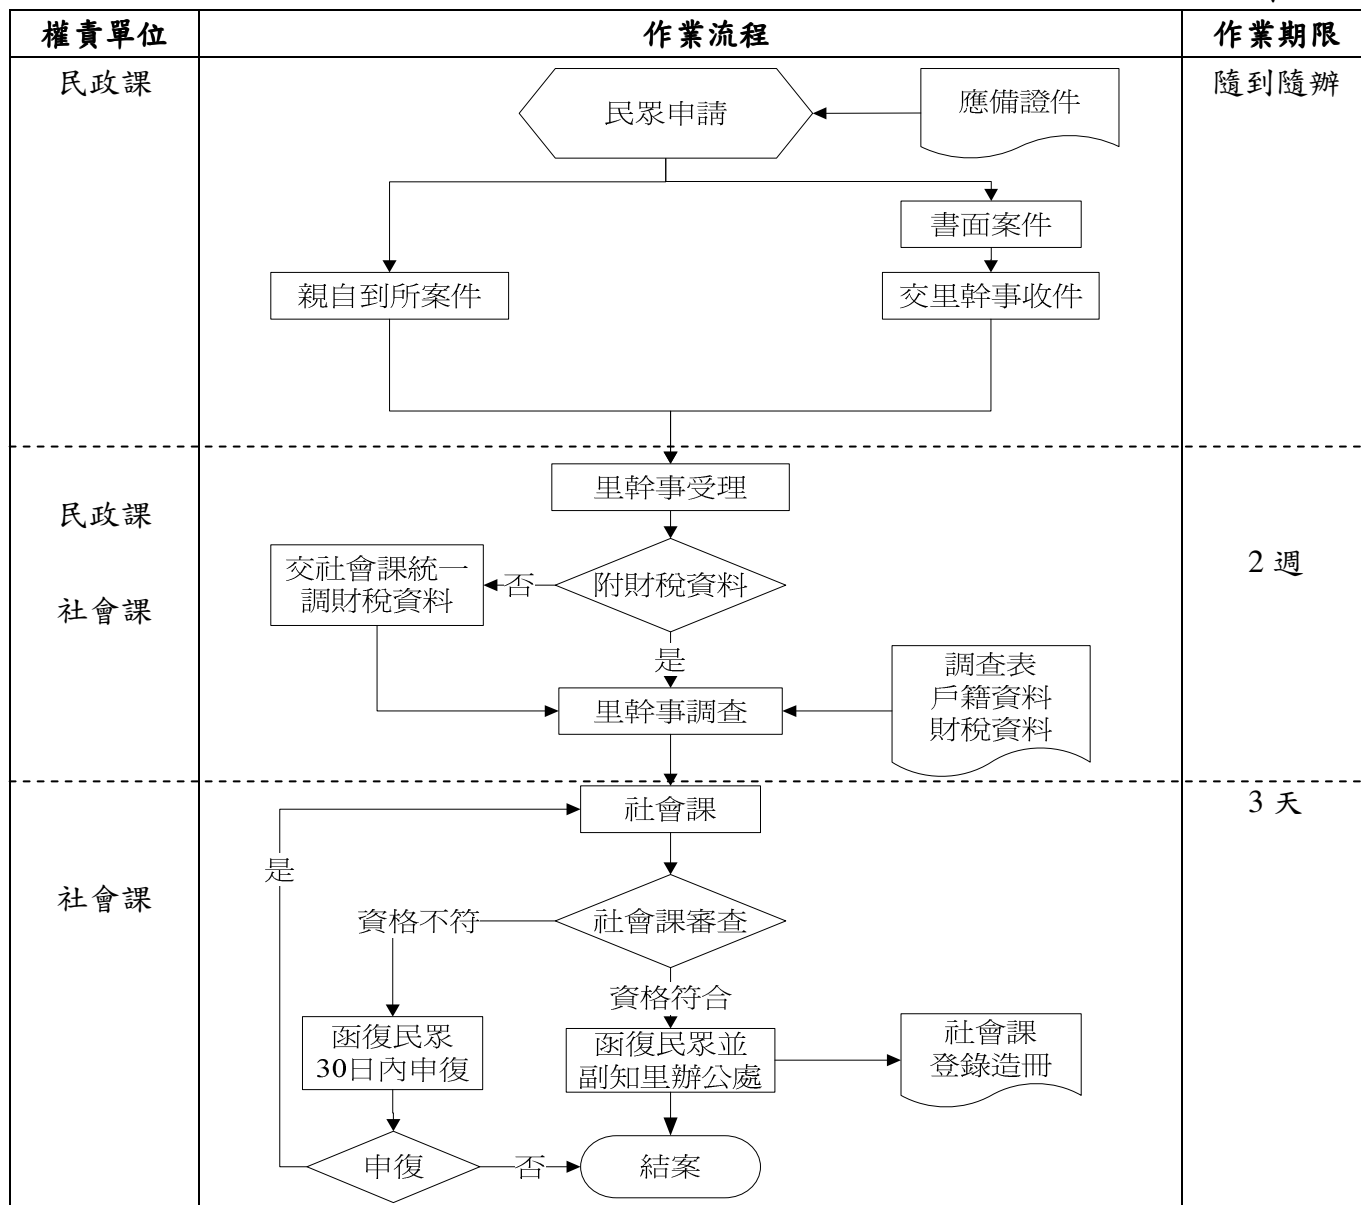 權責單位
作業流程
作業期限
民政課
隨到隨辦
民眾申請
應備證件
書面案件
親自到所案件
交里幹事收件
里幹事受理
民政課
社會課
2 週
附財稅資料
否
交社會課統一
調財稅資料
是
里幹事調查
調查表
戶籍資料
財稅資料
社會課
3 天
是
社會課
社會課審查
資格不符
資格符合
函復民眾
30日內申復
函復民眾並
副知里辦公處
社會課
登錄造冊
申復
否
結案